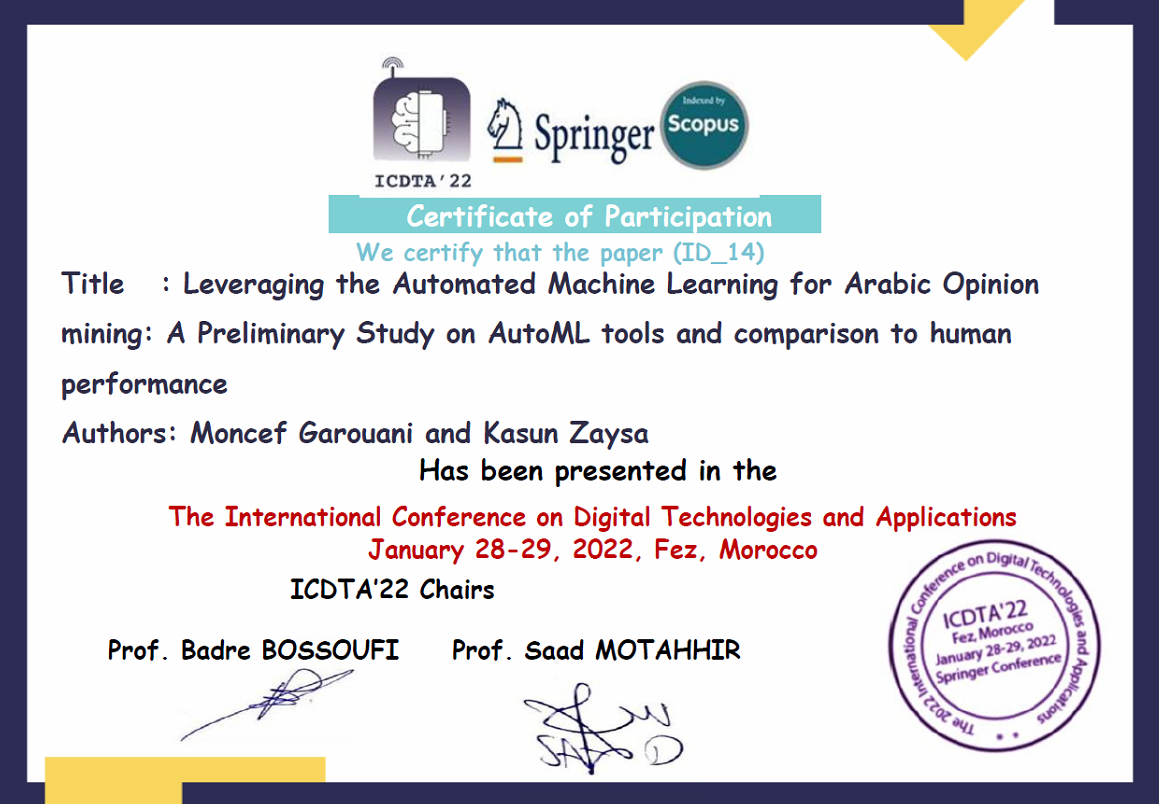 ICDTA'22
Springer
Indexed by
Scopus
Certificate of Participation
We certify that the paper (ID_14)
Title : Leveraging the Automated Machine Learning for Arabic Opinion
mining: A Preliminary Study on AutoML tools and comparison to human
performance
Authors: Moncef Garouani and Kasun Zaysa
Has been presented in the
The International Conference on Digital Technologies and Applications
January 28-29, 2022, Fez, Morocco
ICDTA'22 Chairs
Prof. Badre BOSSOUFI Prof. Saad MOTAHHIR
SAAD
The 2022 International Conference on Digital Technologies and Applications
ICDTA'22
Fez, Morocco
January 28-29, 2022
Springer Conference